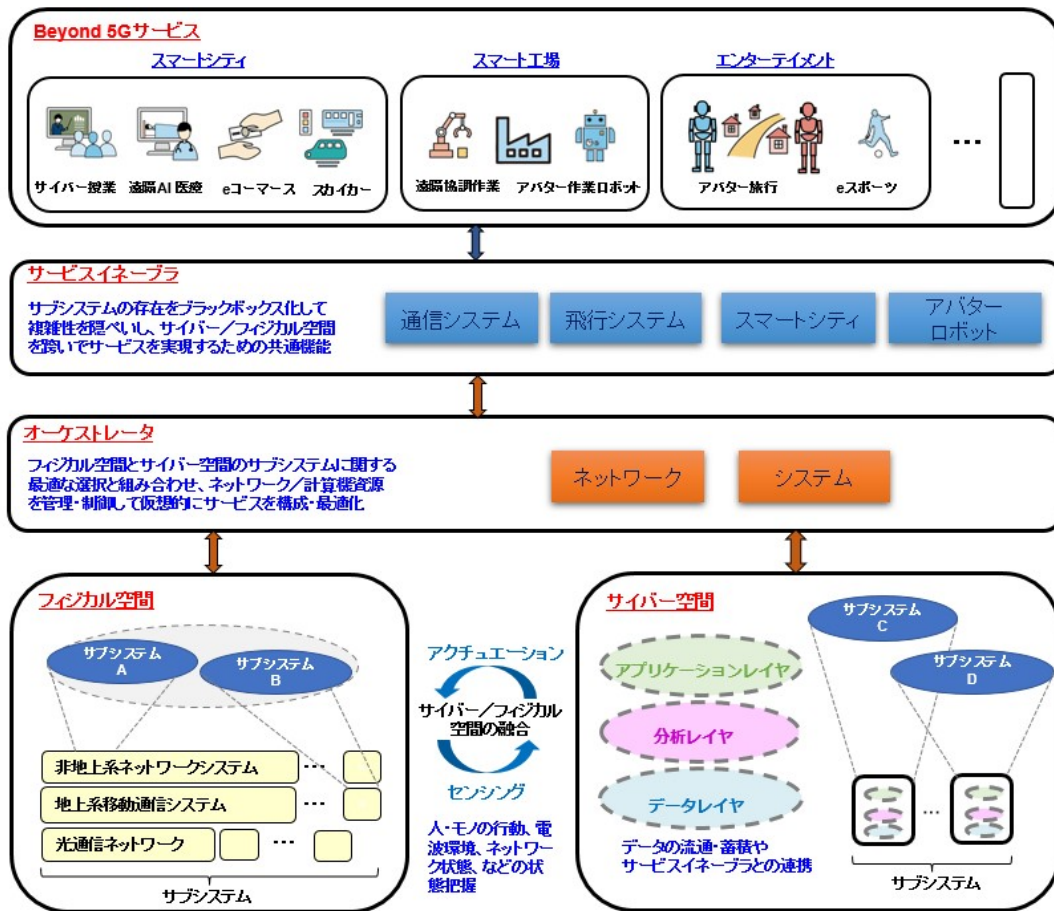 Beyond 5Gサービス
スマートシティ
スマート工場
エンターテイメント
サイバー授業
遠隔AI医療
eコーマース
スカイカー
遠隔協調作業
アバター作業ロボット
アバター旅行
eスポーツ
…
サービスイネーブラ
サブシステムの存在をブラックボックス化して
複雑性を隠ぺいし、サイバー／フィジカル空間
を跨いでサービスを実現するための共通機能
通信システム
飛行システム
スマートシティ
アバター
ロボット
オーケストレータ
フィジカル空間とサイバー空間のサブシステムに関する
最適な選択と組み合わせ、ネットワーク／計算機資源
を管理・制御して仮想的にサービスを構成・最適化
ネットワーク
システム
フィジカル空間
サブシステム
A
サブシステム
B
非地上系ネットワークシステム
…
地上系移動通信システム
…
光通信ネットワーク
…
サブシステム
アクチュエーション
サイバー／フィジカル
空間の融合
センシング
人・モノの行動、電
波環境、ネットワー
ク状態、などの状
態把握
サイバー空間
サブシステム
C
サブシステム
D
アプリケーションレイヤ
分析レイヤ
データレイヤ
データの流通・蓄積や
サービスイネーブラとの連携
…
サブシステム